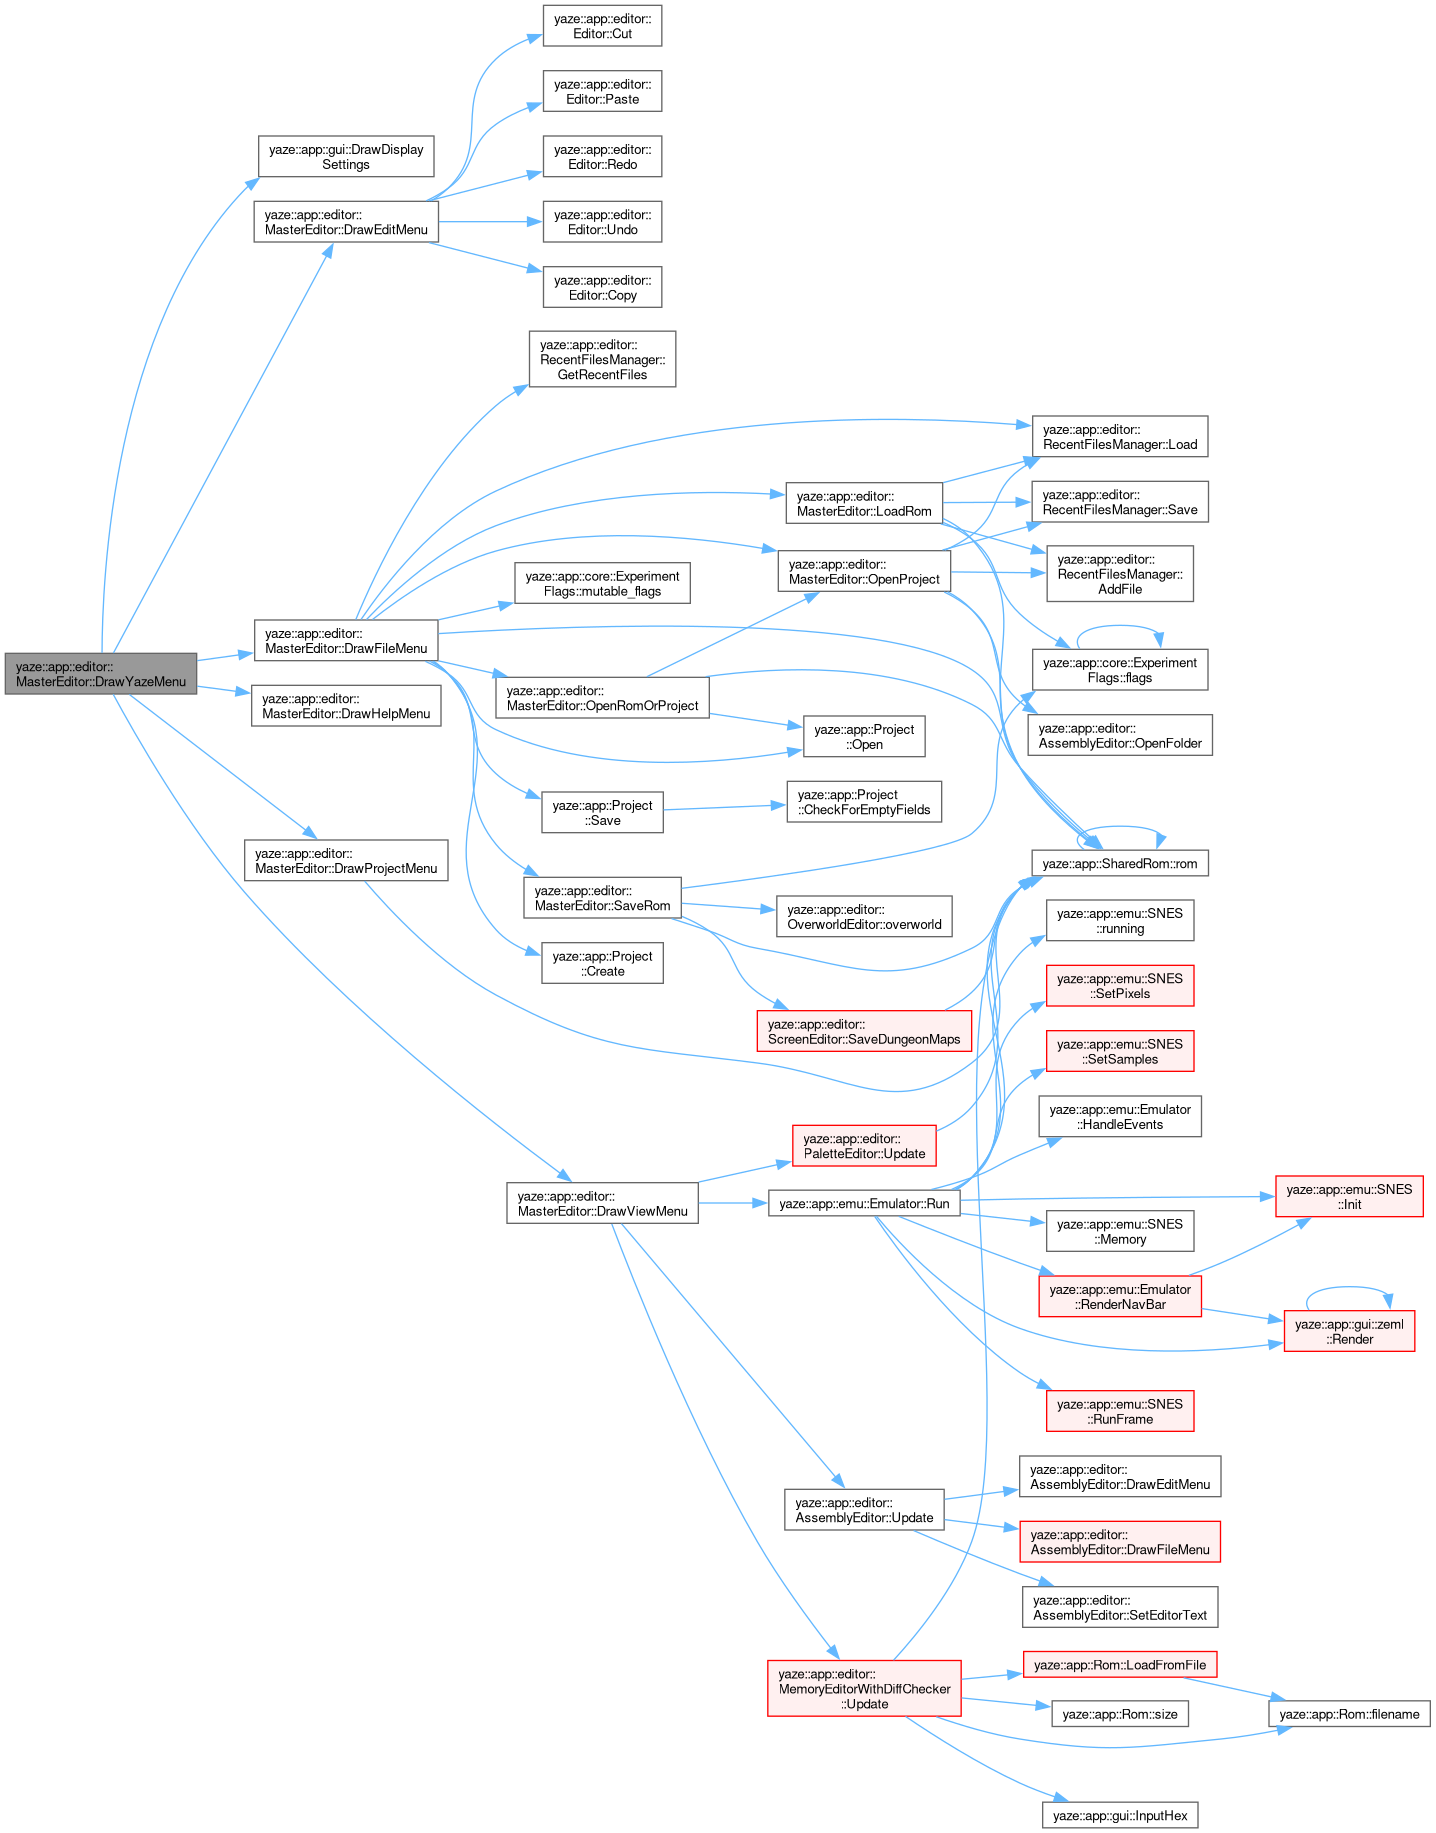 yaze::app::editor::
Editor::Cut
yaze::app::editor::
Editor::Paste
yaze::app::gui::DrawDisplay
Settings
yaze::app::editor::
Editor::Redo
yaze::app::editor::
MasterEditor::DrawEditMenu
yaze::app::editor::
Editor::Undo
yaze::app::editor::
Editor::Copy
yaze::app::editor::
RecentFilesManager::
GetRecentFiles
yaze::app::editor::
RecentFilesManager::Load
yaze::app::editor::
MasterEditor::LoadRom
yaze::app::editor::
RecentFilesManager::Save
yaze::app::editor::
MasterEditor::OpenProject
yaze::app::editor::
RecentFilesManager::
AddFile
yaze::app::core::Experiment
Flags::mutable_flags
yaze::app::editor::
MasterEditor::DrawFileMenu
yaze::app::core::Experiment
Flags::flags
yaze::app::editor::
MasterEditor::DrawYazeMenu
yaze::app::editor::
MasterEditor::DrawHelpMenu
yaze::app::editor::
MasterEditor::OpenRomOrProject
yaze::app::Project
::Open
yaze::app::editor::
AssemblyEditor::OpenFolder
yaze::app::Project
::Save
yaze::app::Project
::CheckForEmptyFields
yaze::app::editor::
MasterEditor::DrawProjectMenu
yaze::app::SharedRom::rom
yaze::app::editor::
MasterEditor::SaveRom
yaze::app::editor::
OverworldEditor::overworld
yaze::app::emu::SNES
::running
yaze::app::Project
::Create
yaze::app::emu::SNES
::SetPixels
yaze::app::editor::
ScreenEditor::SaveDungeonMaps
yaze::app::emu::SNES
::SetSamples
yaze::app::emu::Emulator
::HandleEvents
yaze::app::editor::
PaletteEditor::Update
yaze::app::editor::
MasterEditor::DrawViewMenu
yaze::app::emu::Emulator::Run
yaze::app::emu::SNES
::Init
yaze::app::emu::SNES
::Memory
yaze::app::emu::Emulator
::RenderNavBar
yaze::app::gui::zeml
::Render
yaze::app::emu::SNES
::RunFrame
yaze::app::editor::
AssemblyEditor::DrawEditMenu
yaze::app::editor::
AssemblyEditor::Update
yaze::app::editor::
AssemblyEditor::DrawFileMenu
yaze::app::editor::
AssemblyEditor::SetEditorText
yaze::app::editor::
MemoryEditorWithDiffChecker
::Update
yaze::app::Rom::LoadFromFile
yaze::app::Rom::size
yaze::app::Rom::filename
yaze::app::gui::InputHex